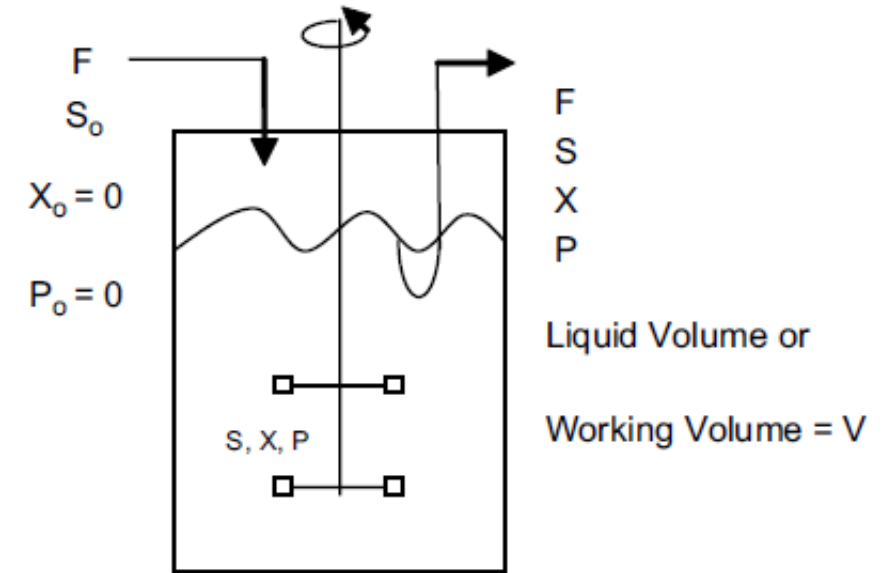 F
S₀
X₀ = 0
P₀ = 0
S, X, P
F
S
X
P
Liquid Volume or
Working Volume = V